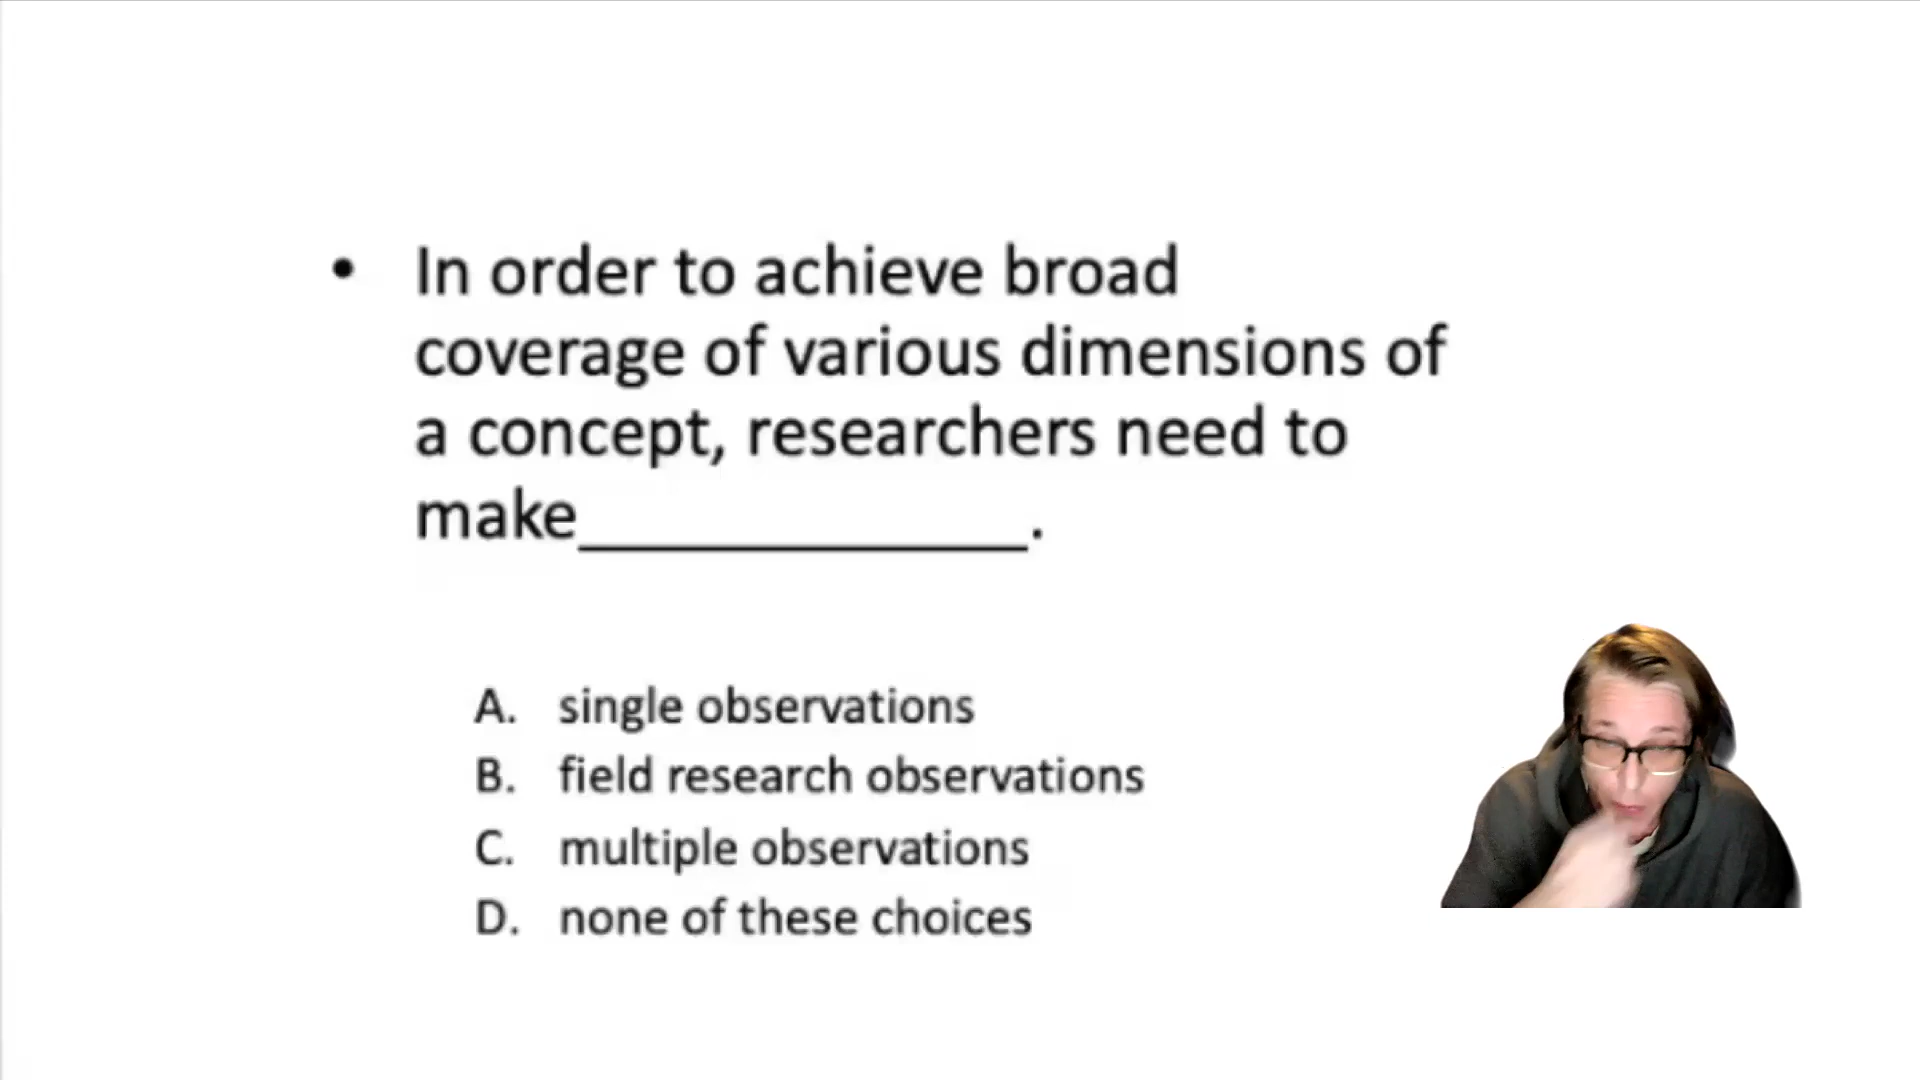 • In order to achieve broad
coverage of various dimensions of
a concept, researchers need to
make______________.
A. single observations
B. field research observations
C. multiple observations
D. none of these choices